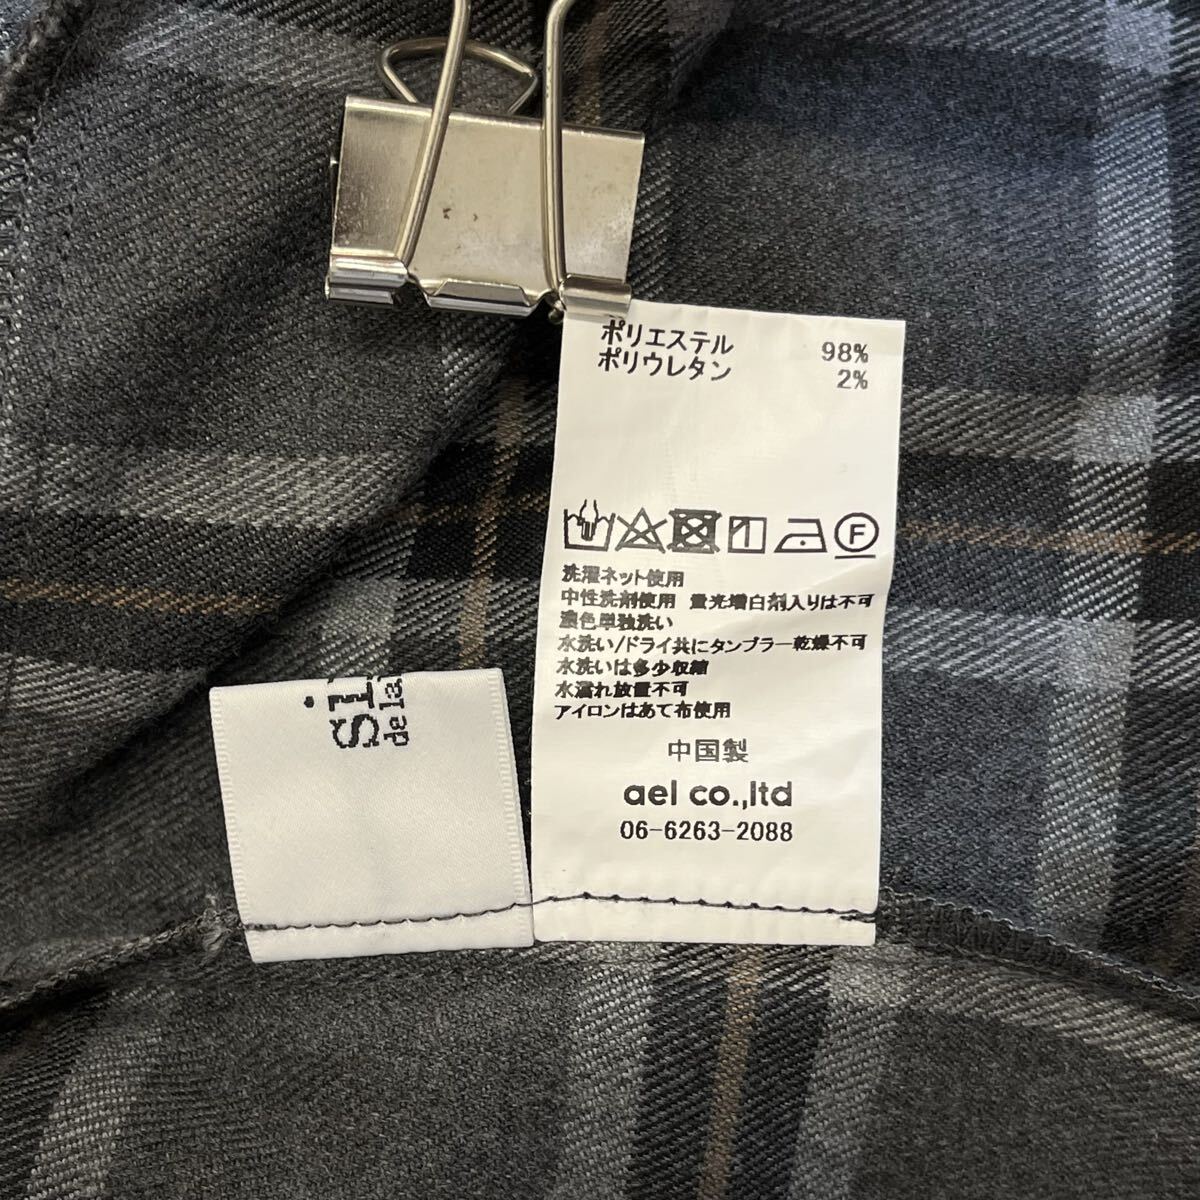 ポリエステル 98%
ポリウレタン 2%
F
洗濯ネット使用
中性洗剤使用 蛍光増白剤入りは不可
濃色単独洗い
水洗い/ドライ共にタンブラー乾燥不可
水洗いは多少収縮
水濡れ放置不可
アイロンはあて布使用
中国製
ael co.,ltd
06-6263-2088
de la